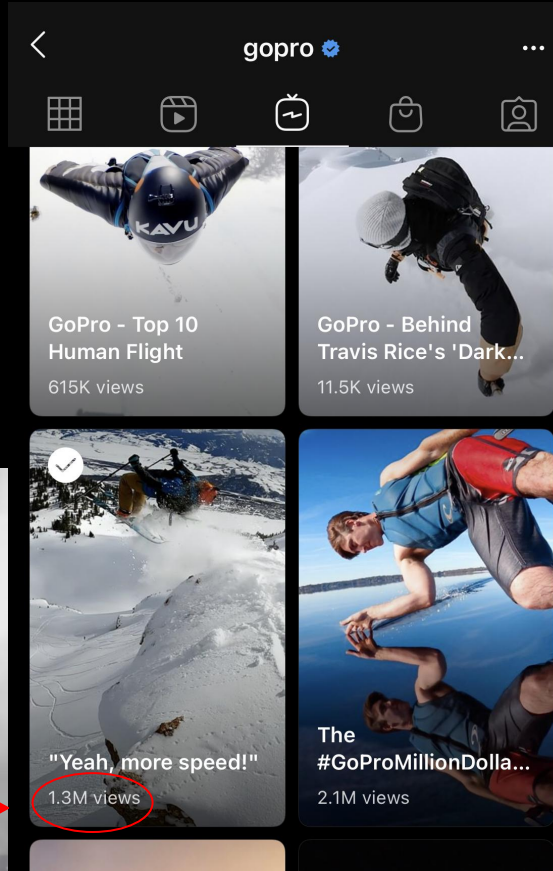 gopro
KAVU
GoPro - Top 10
Human Flight
615K views
GoPro - Behind
Travis Rice's 'Dark...
11.5K views
"Yeah, more speed!"
1.3M views
The
#GoProMillionDolla...
2.1M views